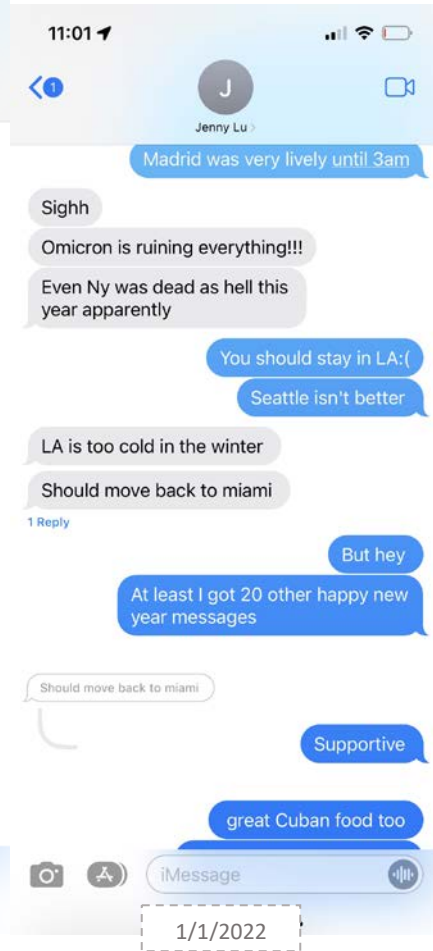 11:01
1
J
Jenny Lu
Madrid was very lively until 3am
Sighh
Omicron is ruining everything!!!
Even Ny was dead as hell this
year apparently
You should stay in LA:(
Seattle isn't better
LA is too cold in the winter
Should move back to miami
1 Reply
But hey
At least I got 20 other happy new
year messages
Should move back to miami
Supportive
great Cuban food too
iMessage
1/1/2022